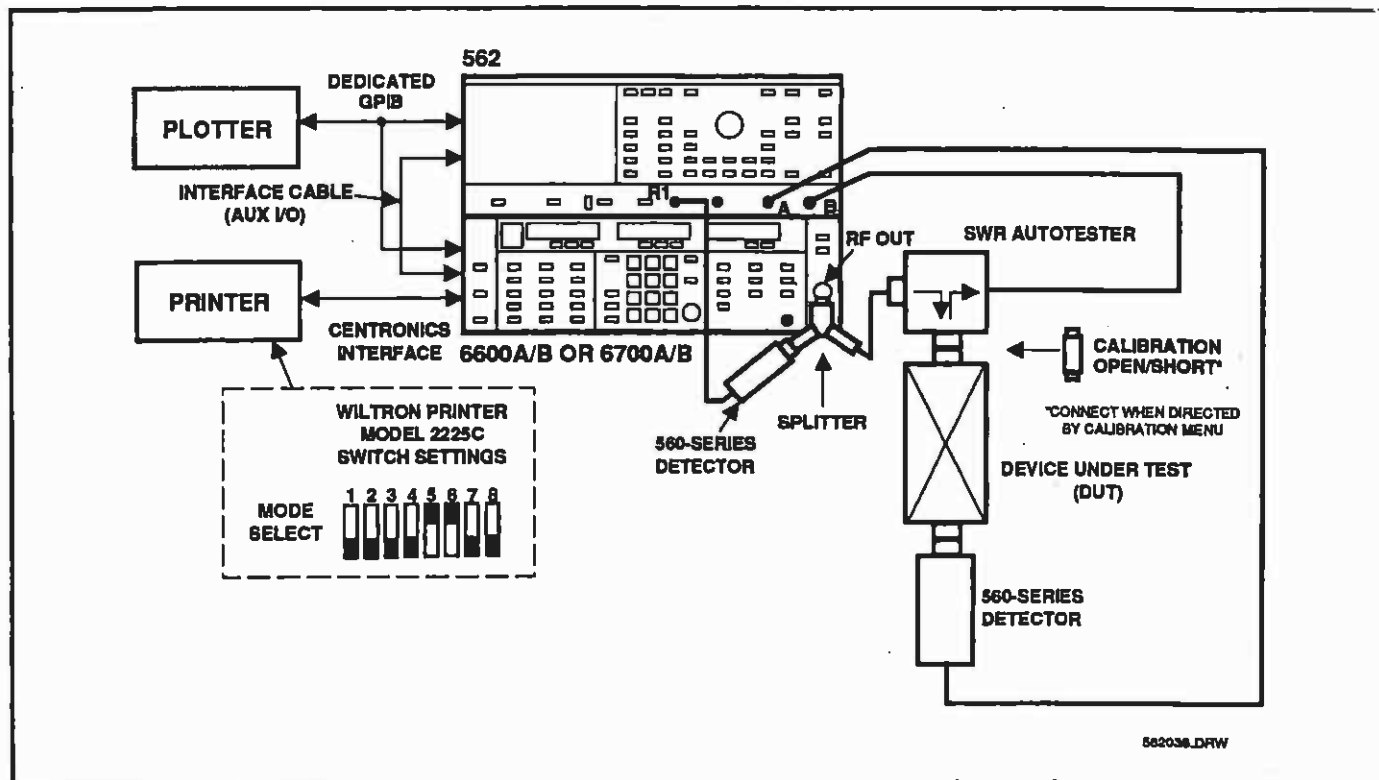 562
DEDICATED
GPIB
PLOTTER
INTERFACE CABLE
(AUX I/O)
R1
A
B
RF OUT
SWR AUTOTESTER
PRINTER
CENTRONICS
INTERFACE
6600A/B OR 6700A/B
CALIBRATION
OPEN/SHORT*
*CONNECT WHEN DIRECTED
BY CALIBRATION MENU
SPLITTER
560-SERIES
DETECTOR
WILTRON PRINTER
MODEL 2225C
SWITCH SETTINGS
1 2 3 4 5 6 7 8
MODE
SELECT
DEVICE UNDER TEST
(DUT)
560-SERIES
DETECTOR
562036.DRW